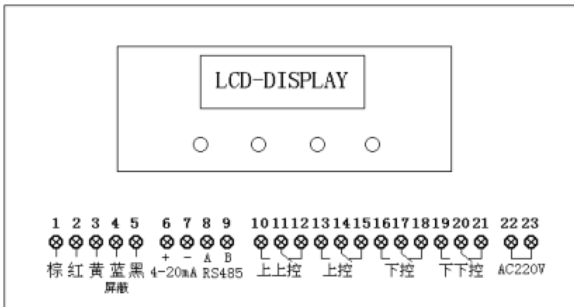 LCD-DISPLAY
1 2 3 4 5 6 7 8 9 10 11 12 13 14 15 16 17 18 19 20 21 22 23
+ - A B
棕 红 黄 蓝 黑 4-20mA RS485 上上控 上控 下控 下下控 AC220V
屏蔽